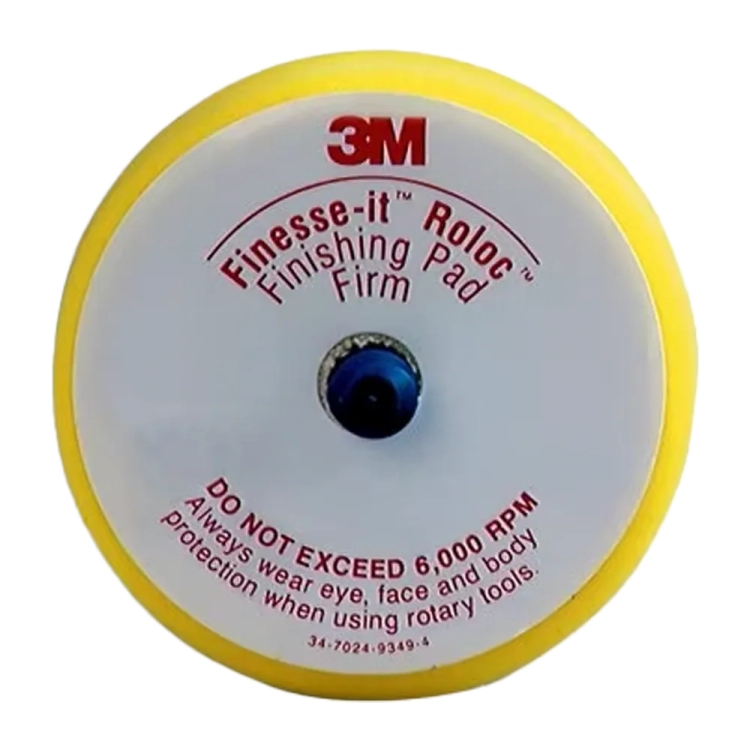 3M
Finesse-it™ Roloc™
Finishing Pad
Firm
DO NOT EXCEED 6,000 RPM
Always wear eye, face and body
protection when using rotary tools.
34-7024-9349-4